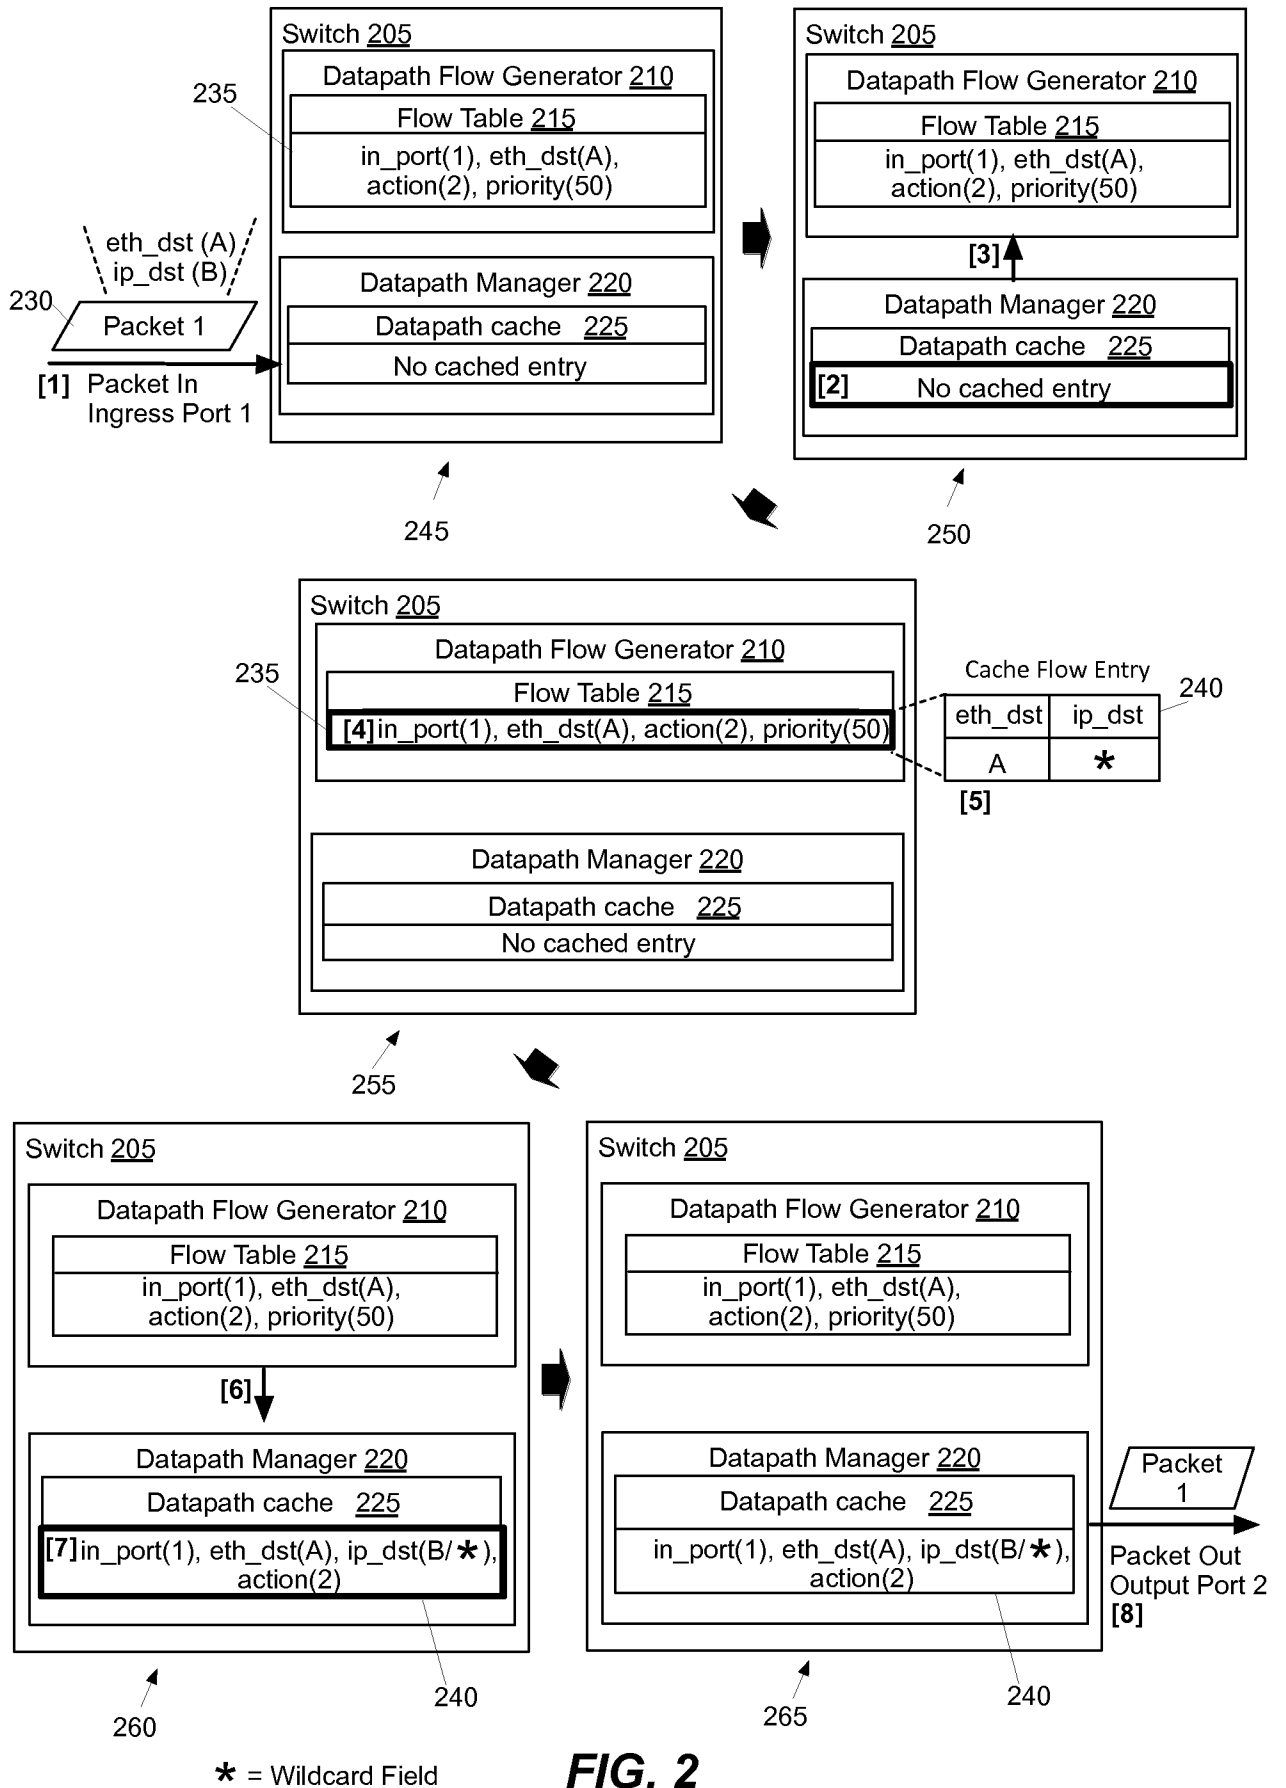 Switch 205
Datapath Flow Generator 210
235
Flow Table 215
in_port(1), eth_dst(A),
action(2), priority(50)
eth_dst (A)
ip_dst (B)
230
Packet 1
[1] Packet In
Ingress Port 1
Datapath Manager 220
Datapath cache 225
No cached entry
245
Switch 205
Datapath Flow Generator 210
Flow Table 215
in_port(1), eth_dst(A),
action(2), priority(50)
[3]
Datapath Manager 220
Datapath cache 225
[2] No cached entry
250
Switch 205
Datapath Flow Generator 210
235
Flow Table 215
[4] in_port(1), eth_dst(A), action(2), priority(50)
Cache Flow Entry
240
eth_dst ip_dst
A *
[5]
Datapath Manager 220
Datapath cache 225
No cached entry
255
Switch 205
Datapath Flow Generator 210
Flow Table 215
in_port(1), eth_dst(A),
action(2), priority(50)
[6]
Datapath Manager 220
Datapath cache 225
[7] in_port(1), eth_dst(A), ip_dst(B/*),
action(2)
240
260
Switch 205
Datapath Flow Generator 210
Flow Table 215
in_port(1), eth_dst(A),
action(2), priority(50)
Datapath Manager 220
Datapath cache 225
in_port(1), eth_dst(A), ip_dst(B/*),
action(2)
Packet
1
Packet Out
Output Port 2
[8]
240
265
* = Wildcard Field
FIG. 2